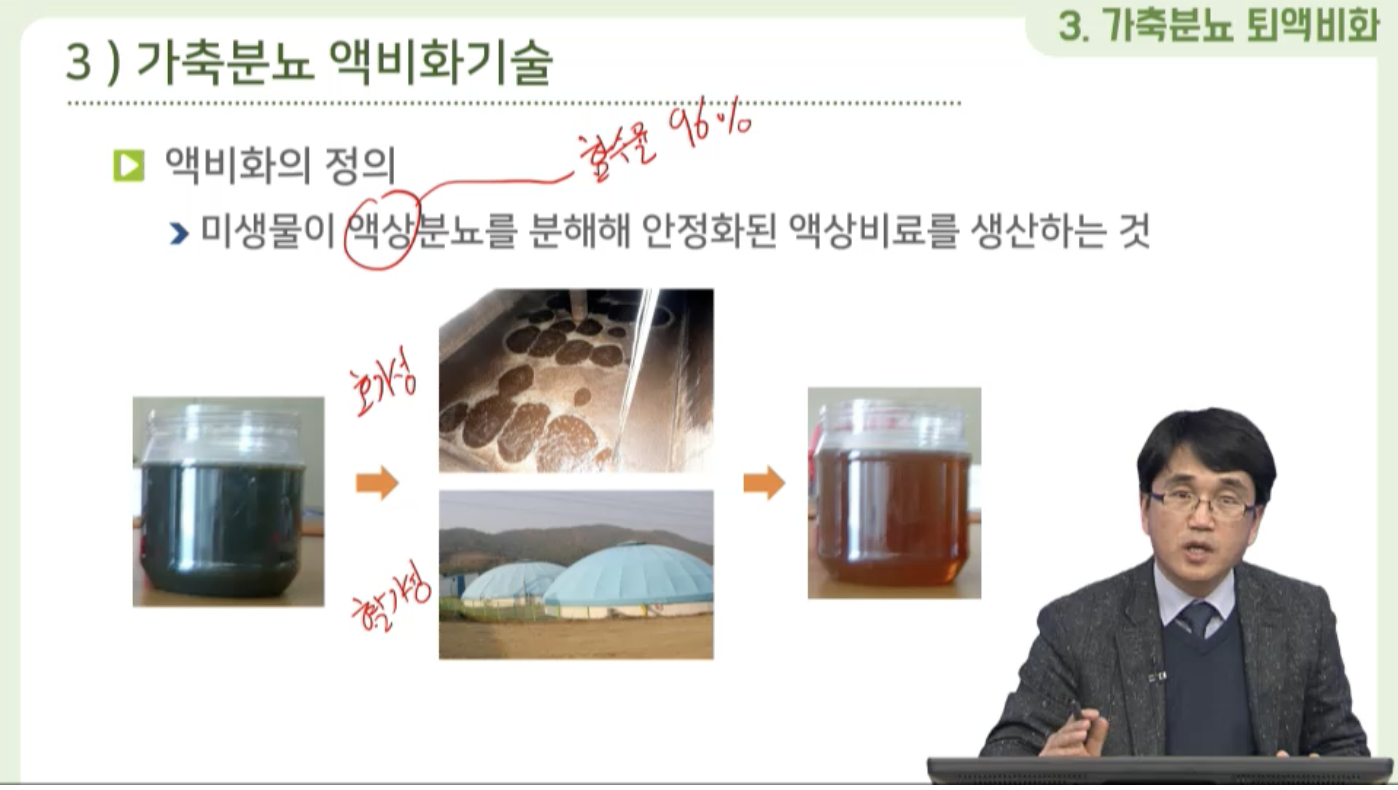 3. 가축분뇨 퇴액비화
3 ) 가축분뇨 액비화기술
함수율 96%
액비화의 정의
미생물이 액상분뇨를 분해해 안정화된 액상비료를 생산하는 것
호기성
혐기성